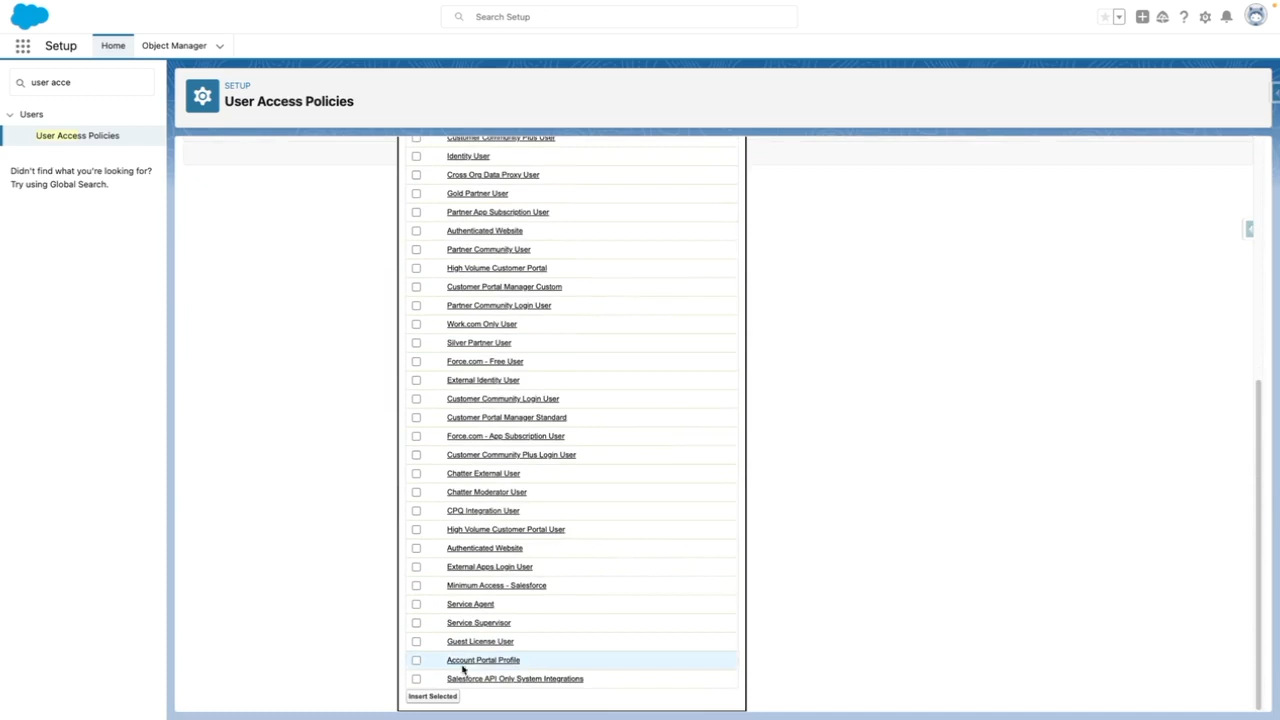 Search Setup
Setup
Home
Object Manager
user acce
Users
User Access Policies
Didn't find what you're looking for?
Try using Global Search.
SETUP
User Access Policies
Customer Community Plus User
Identity User
Cross Org Data Proxy User
Gold Partner User
Partner App Subscription User
Authenticated Website
Partner Community User
High Volume Customer Portal
Customer Portal Manager Custom
Partner Community Login User
Work.com Only User
Silver Partner User
Force.com - Free User
External Identity User
Customer Community Login User
Customer Portal Manager Standard
Force.com - App Subscription User
Customer Community Plus Login User
Chatter External User
Chatter Moderator User
CPQ Integration User
High Volume Customer Portal User
Authenticated Website
External Apps Login User
Minimum Access - Salesforce
Service Agent
Service Supervisor
Guest License User
Account Portal Profile
Salesforce API Only System Integrations
Insert Selected